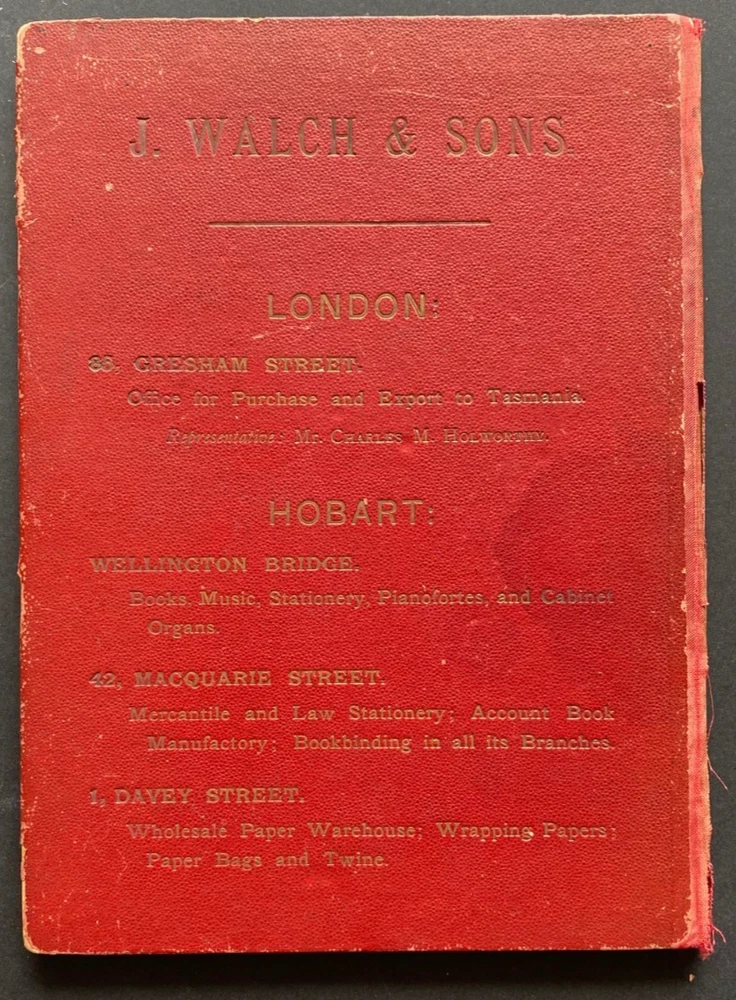 J. WALCH & SONS
LONDON:
GRESHAM STREET.
Office for Purchase and Export to Tasmania.
Representative: Mr. CHARLES M. HOLWORTHY.
HOBART:
WELLINGTON BRIDGE.
Books, Music, Stationery, Pianofortes, and Cabinet
Organs.
42, MACQUARIE STREET.
Mercantile and Law Stationery; Account Book
Manufactory; Bookbinding in all its Branches.
1, DAVEY STREET.
Wholesale Paper Warehouse; Wrapping Papers;
Paper Bags and Twine.